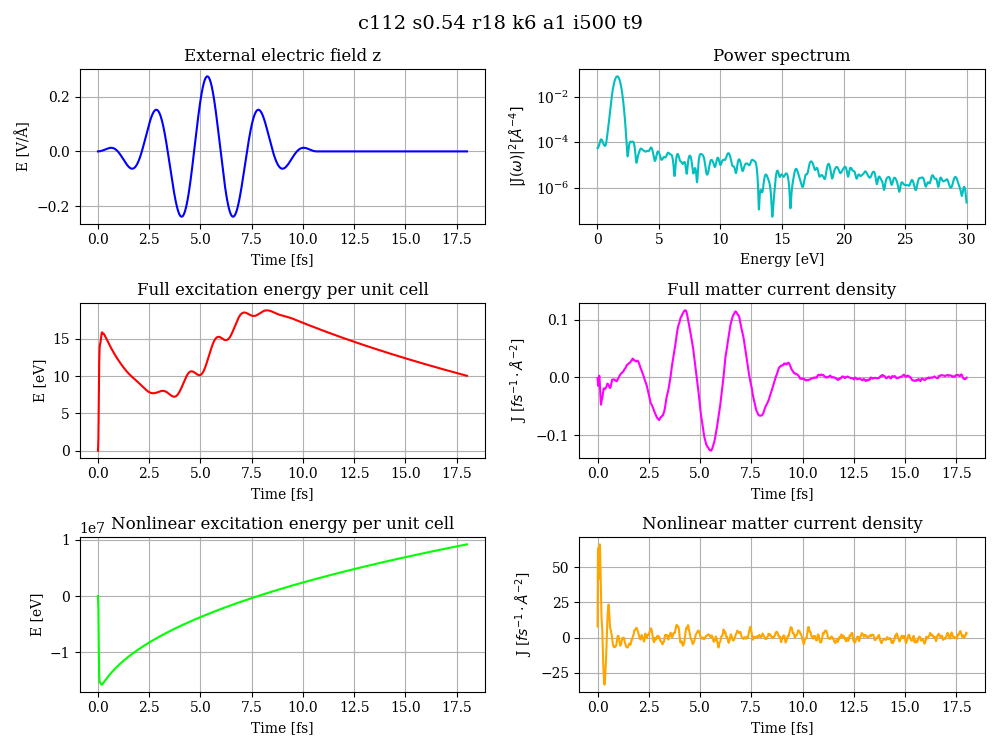 c112 s0.54 r18 k6 a1 i500 t9
External electric field z
E [V/Å]
0.2
0.0
−0.2
0.0 2.5 5.0 7.5 10.0 12.5 15.0 17.5
Time [fs]
Power spectrum
|J(ω)|²[Å⁻⁴]
10⁻²
10⁻⁴
10⁻⁶
0 5 10 15 20 25 30
Energy [eV]
Full excitation energy per unit cell
E [eV]
15
10
5
0
0.0 2.5 5.0 7.5 10.0 12.5 15.0 17.5
Time [fs]
Full matter current density
J [fs⁻¹ · Å⁻²]
0.1
0.0
−0.1
0.0 2.5 5.0 7.5 10.0 12.5 15.0 17.5
Time [fs]
Nonlinear excitation energy per unit cell
1e7
E [eV]
1
0
−1
0.0 2.5 5.0 7.5 10.0 12.5 15.0 17.5
Time [fs]
Nonlinear matter current density
J [fs⁻¹ · Å⁻²]
50
25
0
−25
0.0 2.5 5.0 7.5 10.0 12.5 15.0 17.5
Time [fs]